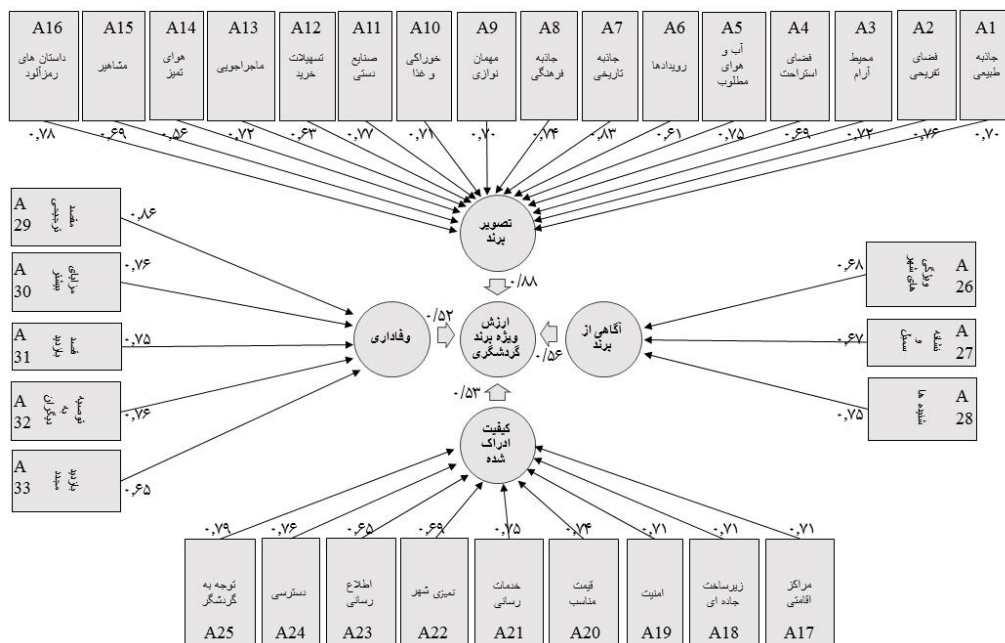 A16 A15 A14 A13 A12 A11 A10 A9 A8 A7 A6 A5 A4 A3 A2 A1
داستان های
رمزآلود
مشاهیر
هوای
تمیز
ماجراجویی
تسهیلات
خرید
صنایع
دستی
خوراکی
و غذا
مهمان
نوازی
جاذبه
فرهنگی
جاذبه
تاریخی
رویدادها
آب و
هوای
مطلوب
فضای
استراحت
محیط
آرام
فضای
تفریحی
جاذبه
طبیعی
۰,۷۸ ۰,۶۹ ۰,۵۶ ۰,۷۲ ۰,۶۳ ۰,۷۷ ۰,۷۱ ۰,۷۰ ۰,۷۴ ۰,۸۳ ۰,۶۱ ۰,۷۵ ۰,۶۹ ۰,۷۲ ۰,۷۶ ۰,۷۰
تصویر
برند
۰/۸۸
A
29
مقصد
ترجیحی
۰,۸۶
A
30
مزایای
بیشتر
۰,۷۶
A
31
قصد
بازدید
۰,۷۵
A
32
توصیه
به
دیگران
۰,۷۶
A
33
بازدید
مجدد
۰,۶۵
وفاداری
۰/۵۲
ارزش
ویژه برند
گردشگری
۰/۵۶
آگاهی از
برند
۰,۶۸
ویژگی
های شهر
A
26
۰,۶۷
نشانه
و
سمبل
A
27
۰,۷۵
شنیده ها
A
28
۰/۵۳
کیفیت
ادراک
شده
۰,۷۹ ۰,۷۶ ۰,۶۵ ۰,۶۹ ۰,۷۵ ۰,۷۴ ۰,۷۱ ۰,۷۱ ۰,۷۱
توجه به
گردشگر
دسترسی
اطلاع
رسانی
تمیزی شهر
خدمات
رسانی
قیمت
مناسب
امنیت
زیرساخت
جاده ای
مراکز
اقامتی
A25 A24 A23 A22 A21 A20 A19 A18 A17